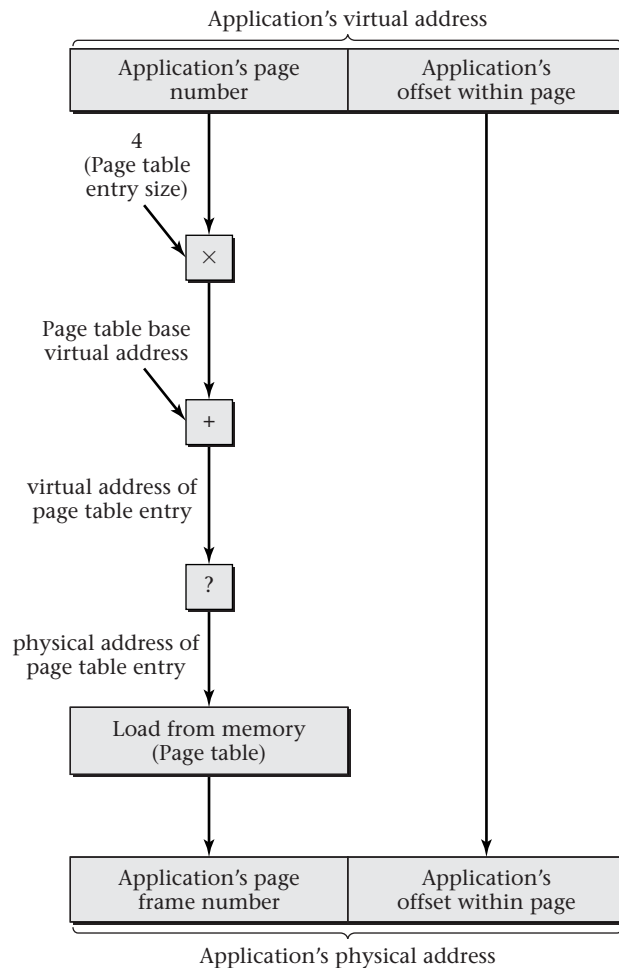 Application's virtual address
Application's page
number
Application's
offset within page
4
(Page table
entry size)
×
Page table base
virtual address
+
virtual address of
page table entry
?
physical address of
page table entry
Load from memory
(Page table)
Application's page
frame number
Application's
offset within page
Application's physical address